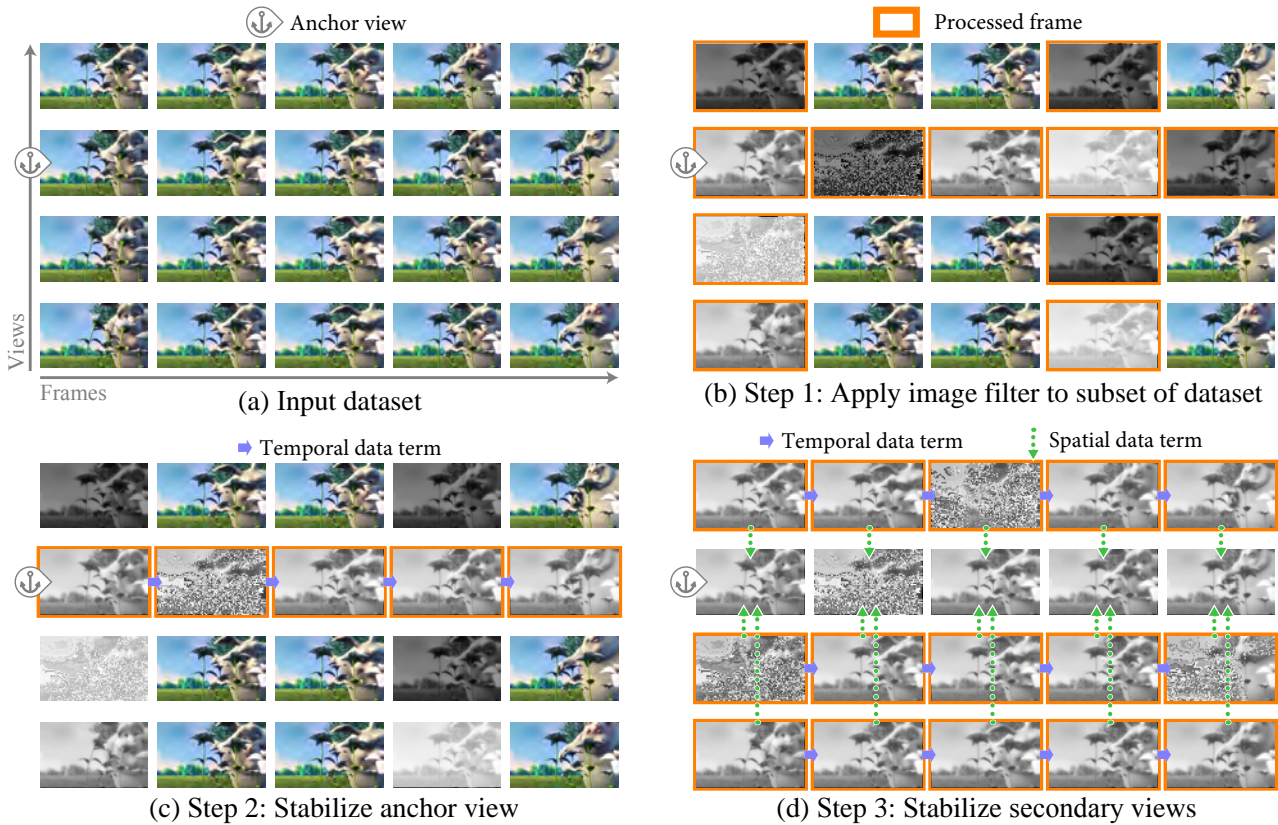 Anchor view
Processed frame
Views
Frames
(a) Input dataset
(b) Step 1: Apply image filter to subset of dataset
Temporal data term
Temporal data term
Spatial data term
(c) Step 2: Stabilize anchor view
(d) Step 3: Stabilize secondary views